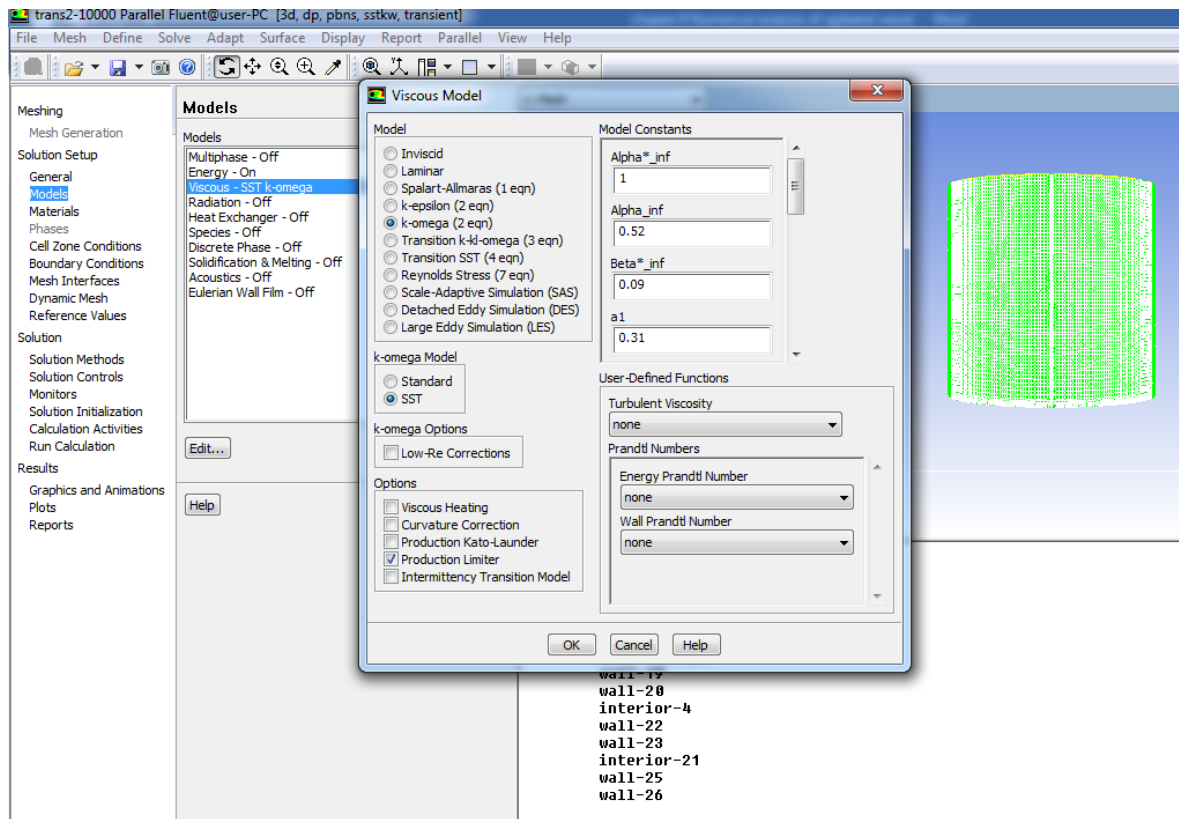 trans2-10000 Parallel Fluent@user-PC [3d, dp, pbns, sstkw, transient]
File Mesh Define Solve Adapt Surface Display Report Parallel View Help
Meshing
Mesh Generation
Solution Setup
General
Models
Materials
Phases
Cell Zone Conditions
Boundary Conditions
Mesh Interfaces
Dynamic Mesh
Reference Values
Solution
Solution Methods
Solution Controls
Monitors
Solution Initialization
Calculation Activities
Run Calculation
Results
Graphics and Animations
Plots
Reports
Models
Models
Multiphase - Off
Energy - On
Viscous - SST k-omega
Radiation - Off
Heat Exchanger - Off
Species - Off
Discrete Phase - Off
Solidification & Melting - Off
Acoustics - Off
Eulerian Wall Film - Off
Edit...
Help
Viscous Model
Model
Inviscid
Laminar
Spalart-Allmaras (1 eqn)
k-epsilon (2 eqn)
k-omega (2 eqn)
Transition k-kl-omega (3 eqn)
Transition SST (4 eqn)
Reynolds Stress (7 eqn)
Scale-Adaptive Simulation (SAS)
Detached Eddy Simulation (DES)
Large Eddy Simulation (LES)
k-omega Model
Standard
SST
k-omega Options
Low-Re Corrections
Options
Viscous Heating
Curvature Correction
Production Kato-Launder
Production Limiter
Intermittency Transition Model
Model Constants
Alpha*_inf
1
Alpha_inf
0.52
Beta*_inf
0.09
a1
0.31
User-Defined Functions
Turbulent Viscosity
none
Prandtl Numbers
Energy Prandtl Number
none
Wall Prandtl Number
none
OK Cancel Help
wall-19
wall-20
interior-4
wall-22
wall-23
interior-21
wall-25
wall-26